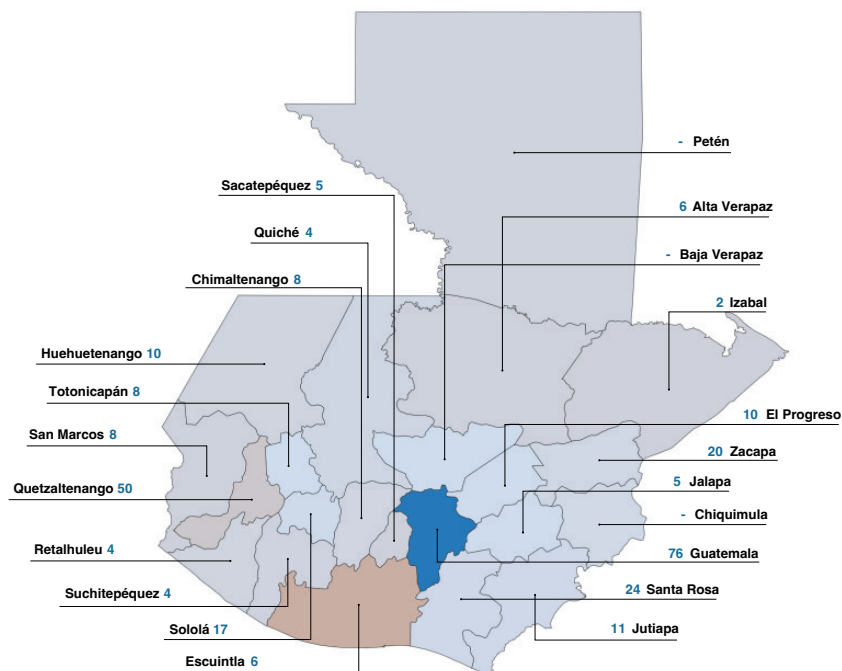 - Petén
Sacatepéquez 5
6 Alta Verapaz
Quiché 4
- Baja Verapaz
Chimaltenango 8
2 Izabal
Huehuetenango 10
Totonicapán 8
10 El Progreso
San Marcos 8
20 Zacapa
Quetzaltenango 50
5 Jalapa
- Chiquimula
Retalhuleu 4
76 Guatemala
Suchitepéquez 4
24 Santa Rosa
Sololá 17
11 Jutiapa
Escuintla 6